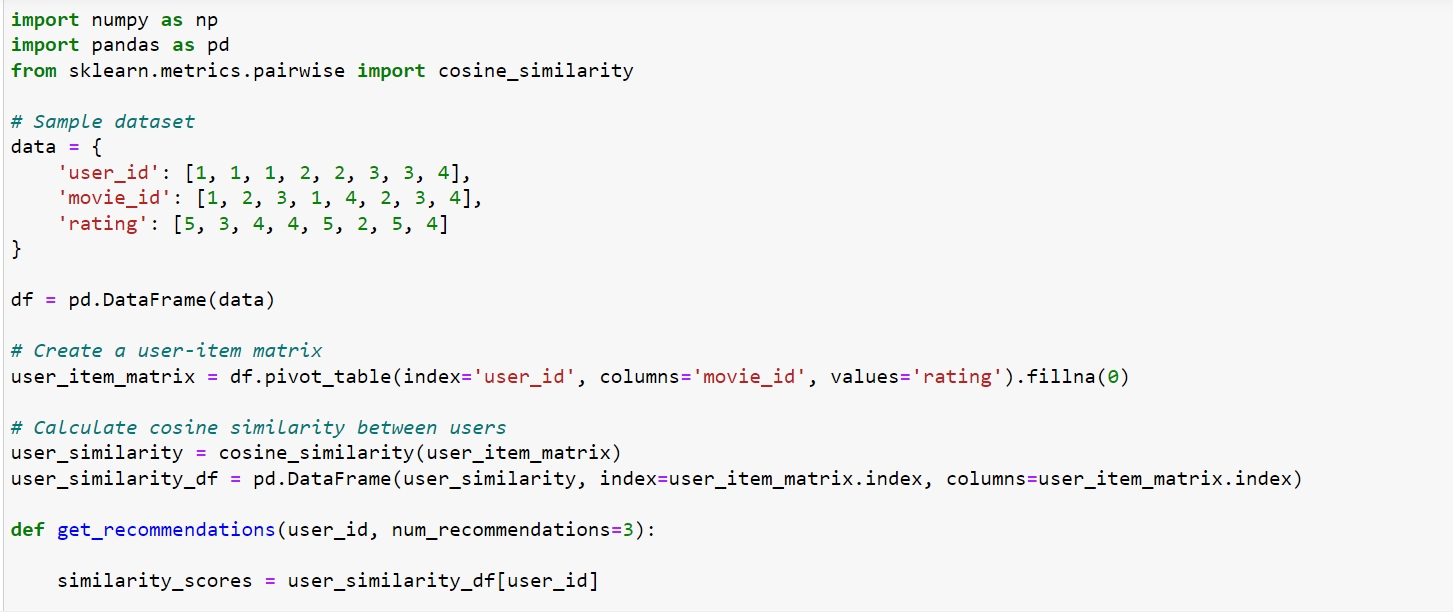 import numpy as np
import pandas as pd
from sklearn.metrics.pairwise import cosine_similarity
# Sample dataset
data = {
    'user_id': [1, 1, 1, 2, 2, 3, 3, 4],
    'movie_id': [1, 2, 3, 1, 4, 2, 3, 4],
    'rating': [5, 3, 4, 4, 5, 2, 5, 4]
}
df = pd.DataFrame(data)
# Create a user-item matrix
user_item_matrix = df.pivot_table(index='user_id', columns='movie_id', values='rating').fillna(0)
# Calculate cosine similarity between users
user_similarity = cosine_similarity(user_item_matrix)
user_similarity_df = pd.DataFrame(user_similarity, index=user_item_matrix.index, columns=user_item_matrix.index)
def get_recommendations(user_id, num_recommendations=3):
    similarity_scores = user_similarity_df[user_id]